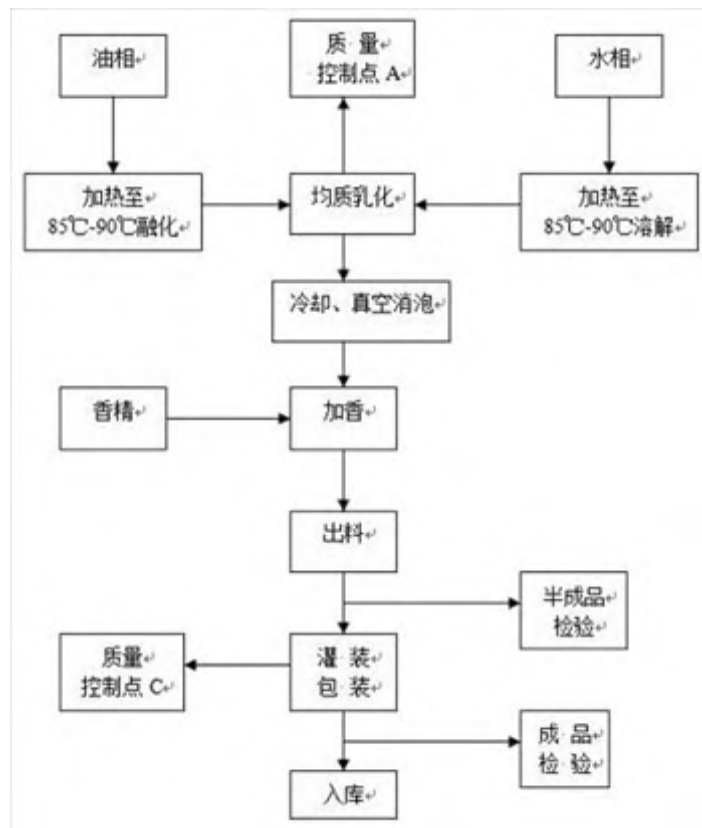 油相
质·量
·控制点 A
水相
加热至
85℃-90℃融化
均质乳化
加热至
85℃-90℃溶解
冷却、真空消泡
香精
加香
出料
半成品
检验
质量
控制点 C
灌·装
包·装
成·品
检·验
入库